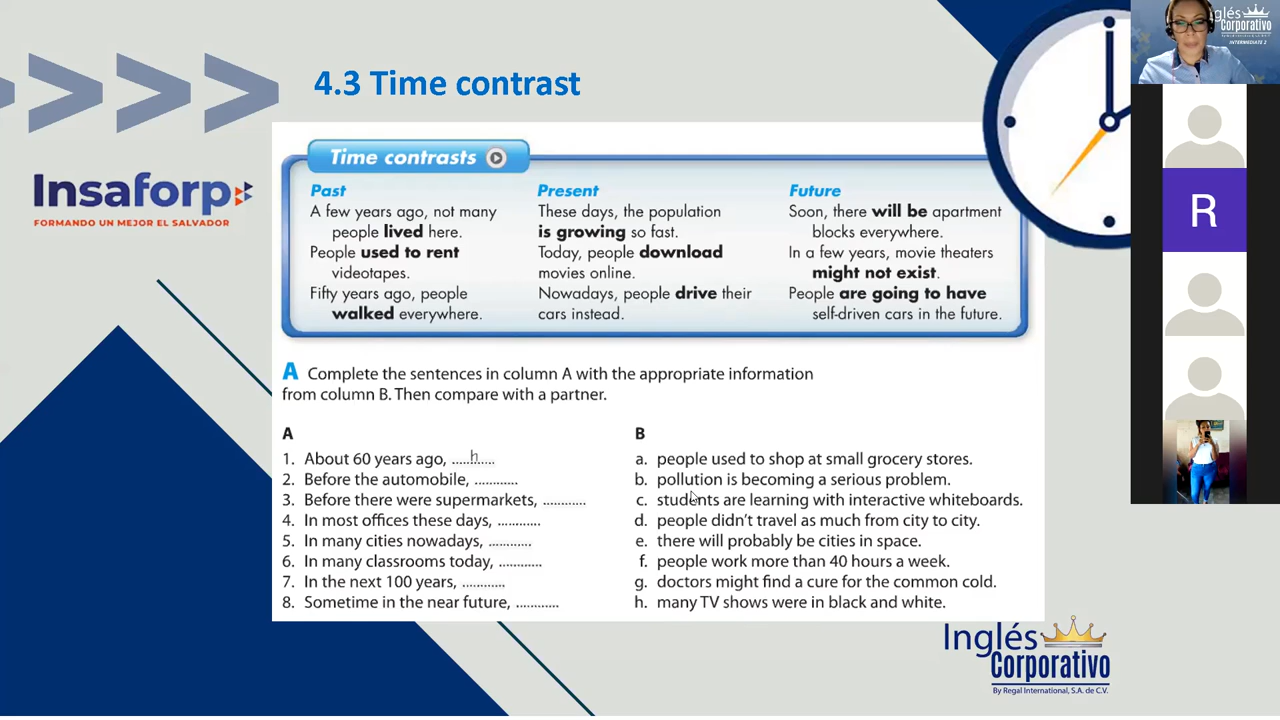 glés
Corporativo
INTERMEDIATE 2
4.3 Time contrast
Insaforp
FORMANDO UN MEJOR EL SALVADOR
Time contrasts
Past
A few years ago, not many
people lived here.
People used to rent
videotapes.
Fifty years ago, people
walked everywhere.
Present
These days, the population
is growing so fast.
Today, people download
movies online.
Nowadays, people drive their
cars instead.
Future
Soon, there will be apartment
blocks everywhere.
In a few years, movie theaters
might not exist.
People are going to have
self-driven cars in the future.
R
A Complete the sentences in column A with the appropriate information
from column B. Then compare with a partner.
A
1. About 60 years ago, .....h......
2. Before the automobile, ............
3. Before there were supermarkets, ............
4. In most offices these days, ............
5. In many cities nowadays, ............
6. In many classrooms today, ............
7. In the next 100 years, ............
8. Sometime in the near future, ............
B
a. people used to shop at small grocery stores.
b. pollution is becoming a serious problem.
c. students are learning with interactive whiteboards.
d. people didn't travel as much from city to city.
e. there will probably be cities in space.
f. people work more than 40 hours a week.
g. doctors might find a cure for the common cold.
h. many TV shows were in black and white.
Inglés
Corporativo
By Regal International, S.A. de C.V.